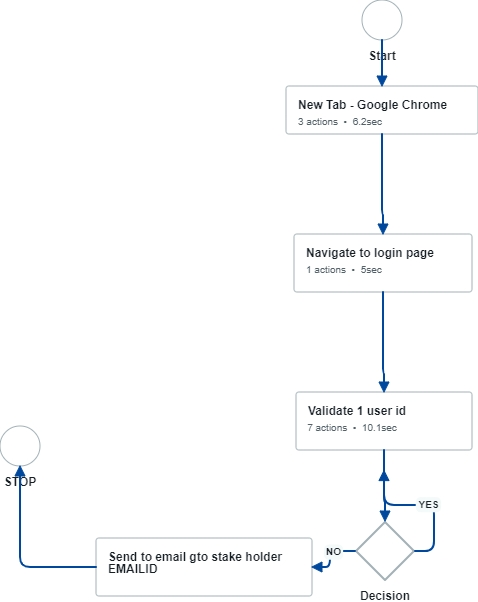 Start
New Tab - Google Chrome
3 actions • 6.2sec
Navigate to login page
1 actions • 5sec
Validate 1 user id
7 actions • 10.1sec
STOP
YES
NO
Send to email gto stake holder
EMAILID
Decision